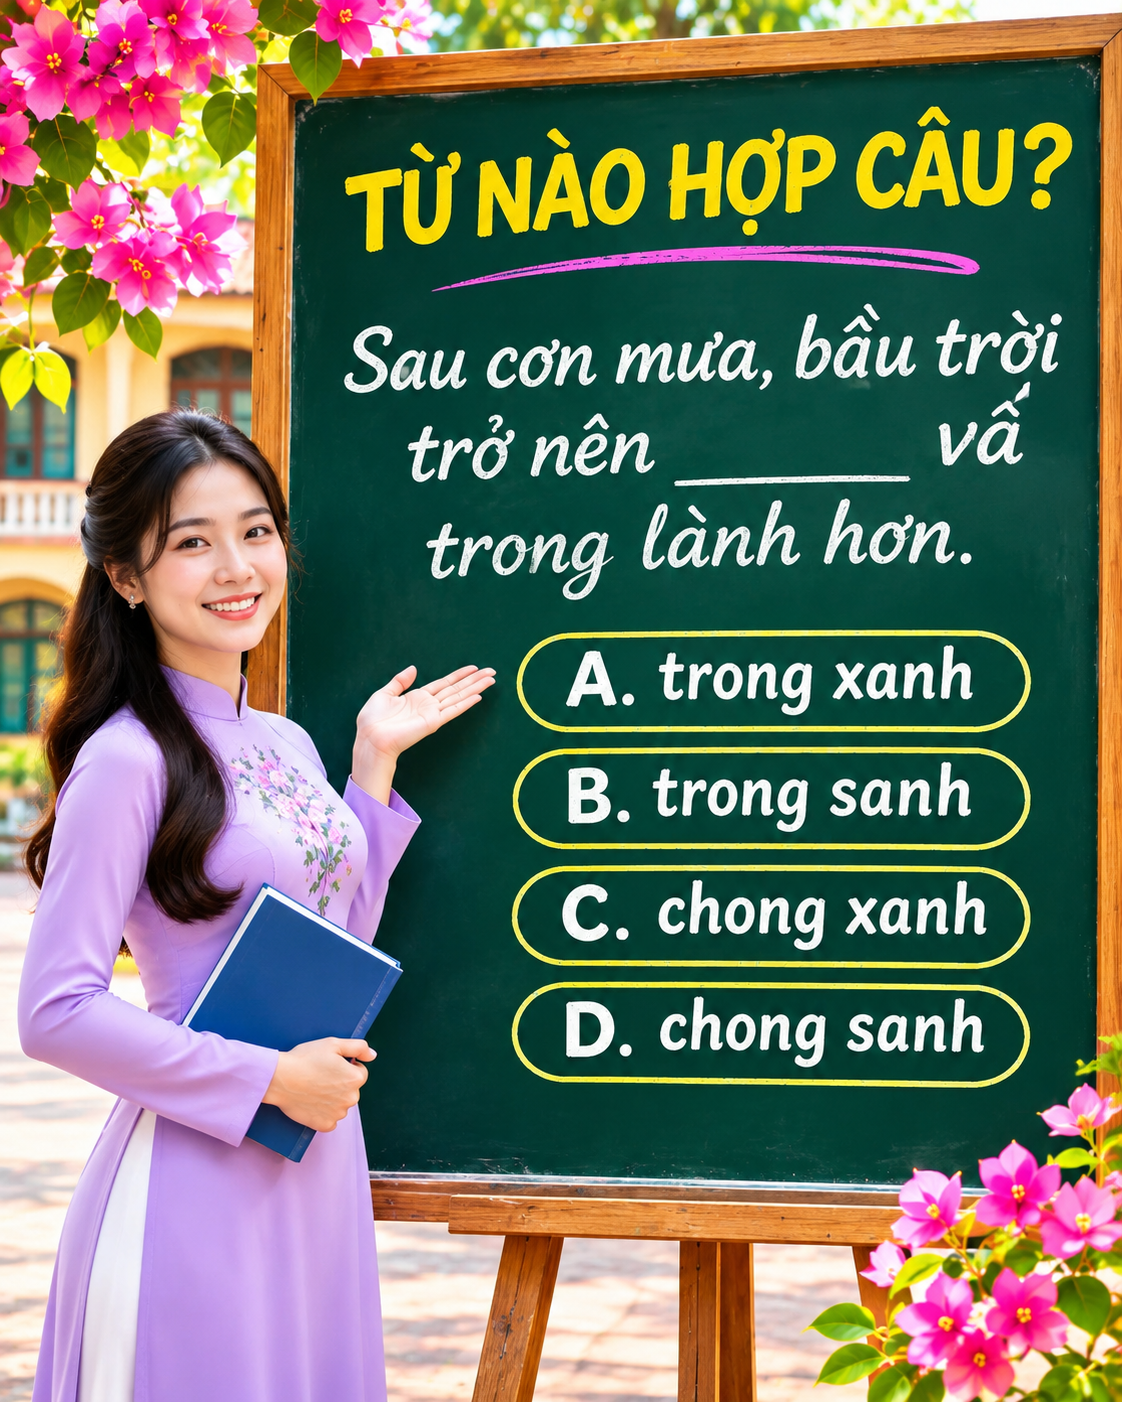 TỪ NÀO HỢP CÂU?
Sau cơn mưa, bầu trời
trở nên ________ vấ
trong lành hơn.
A. trong xanh
B. trong sanh
C. chong xanh
D. chong sanh